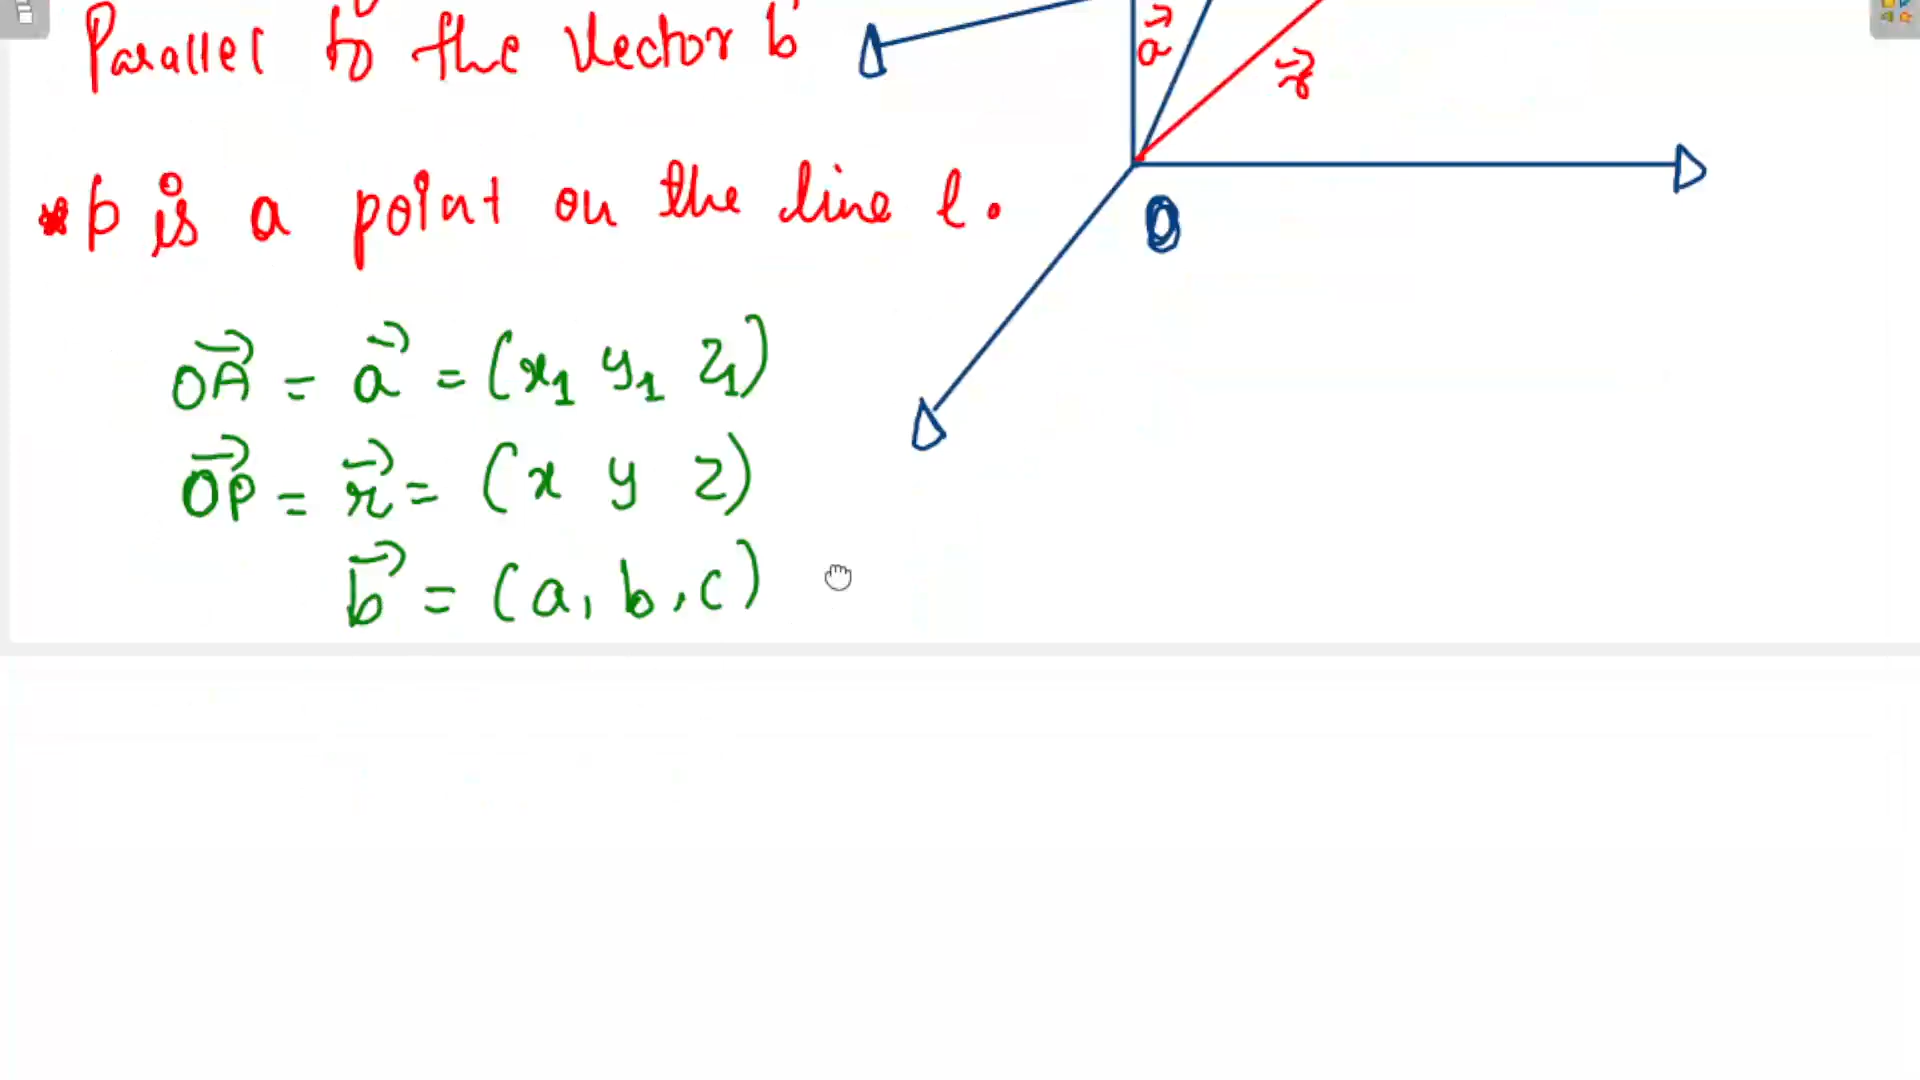 Parallel to the vector b
* p is a point on the line l.
a⃗
r⃗
O
OA⃗ = a⃗ = (x₁ y₁ z₁)
OP⃗ = r⃗ = (x y z)
b⃗ = (a, b, c)